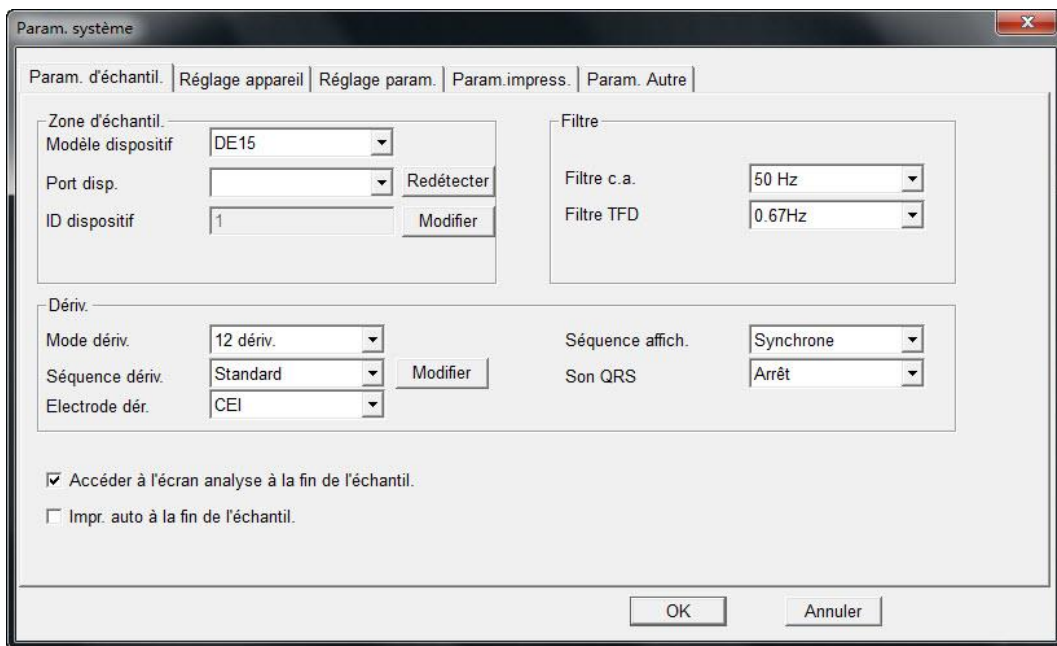 Param. système
Param. d'échantil. Réglage appareil Réglage param. Param.impress. Param. Autre
Zone d'échantil.
Modèle dispositif DE15
Port disp. Redétecter
ID dispositif 1 Modifier
Filtre
Filtre c.a. 50 Hz
Filtre TFD 0.67Hz
Dériv.
Mode dériv. 12 dériv.
Séquence dériv. Standard Modifier
Electrode dér. CEI
Séquence affich. Synchrone
Son QRS Arrêt
Accéder à l'écran analyse à la fin de l'échantil.
Impr. auto à la fin de l'échantil.
OK Annuler